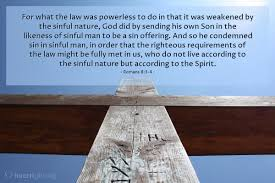 For what the law was powerless to do in that it was weakened by
the sinful nature, God did by sending his own Son in the
likeness of sinful man to be a sin offering. And so he condemned
sin in sinful man, in order that the righteous requirements of
the law might be fully met in us, who do not live according to
the sinful nature but according to the Spirit.
- Romans 8:3-4